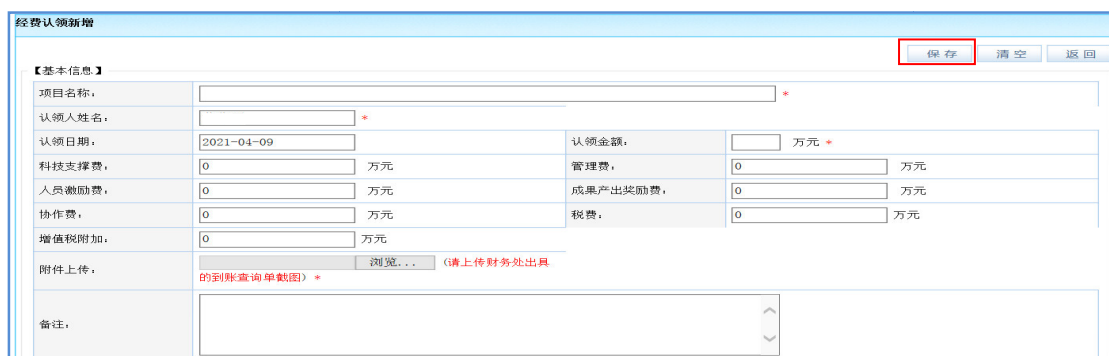 经费认领新增
保存 清空 返回
【基本信息】
项目名称: *
认领人姓名: *
认领日期: 2021-04-09 认领金额: 万元 *
科技支撑费: 0 万元 管理费: 0 万元
人员激励费: 0 万元 成果产出奖励费: 0 万元
协作费: 0 万元 税费: 0 万元
增值税附加: 0 万元
附件上传: 浏览... (请上传财务处出具
的到账查询单截图) *
备注: